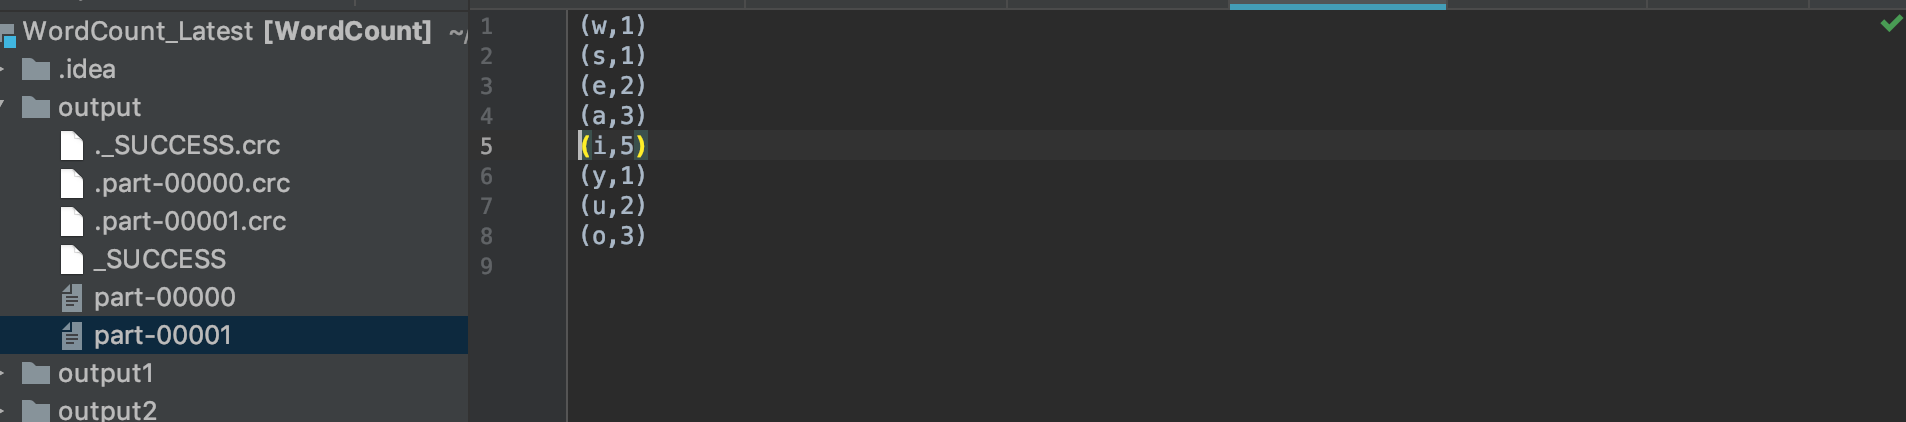 WordCount_Latest [WordCount] ~/
.idea
output
._SUCCESS.crc
.part-00000.crc
.part-00001.crc
_SUCCESS
part-00000
part-00001
output1
output2
1 (w,1)
2 (s,1)
3 (e,2)
4 (a,3)
5 (i,5)
6 (y,1)
7 (u,2)
8 (o,3)
9